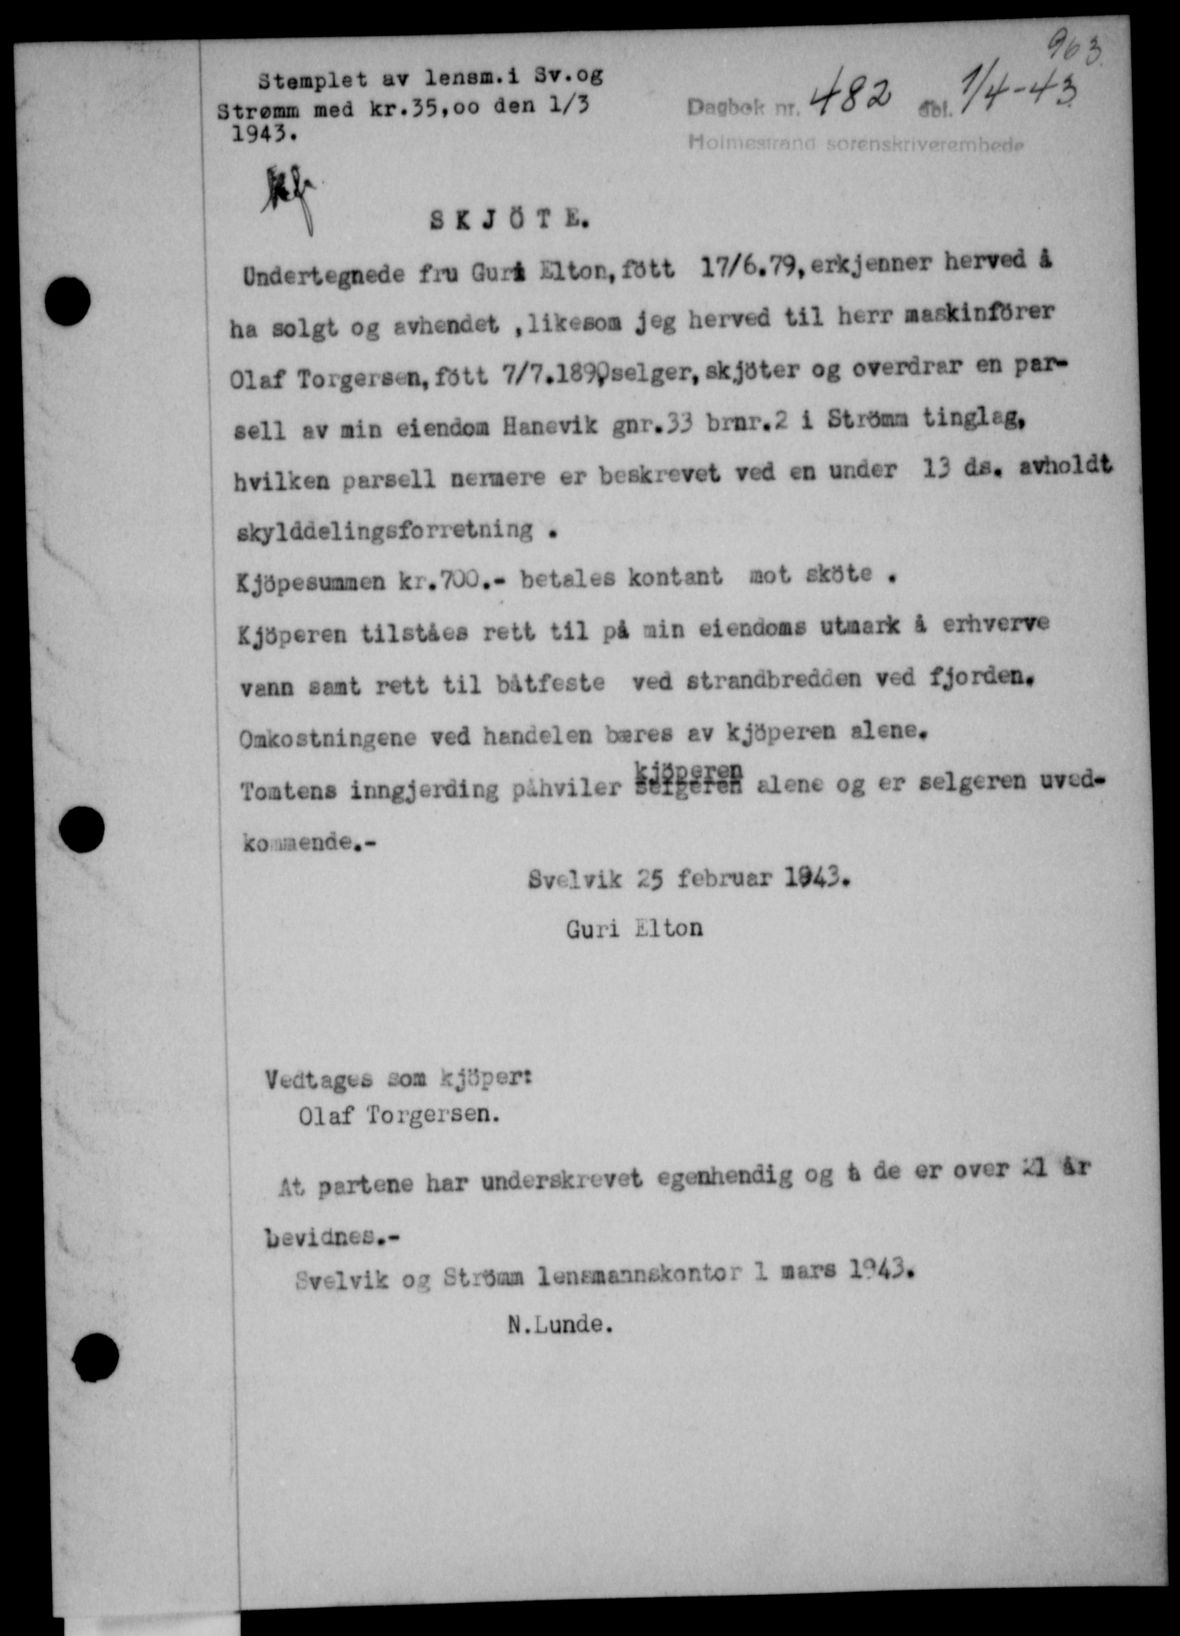 963.
Stemplet av lensm.i Sv.og
Strømm med kr.35,oo den 1/3
1943.
Dagbok nr. 482 dbf. 1/4-43.
Holmestrand sorenskriverembede
SKJÖTE.
Undertegnede fru Guri Elton,fött 17/6.79,erkjenner herved å
ha solgt og avhendet ,likesom jeg herved til herr maskinförer
Olaf Torgersen,fött 7/7.1890selger,skjöter og overdrar en par-
sell av min eiendom Hanevik gnr.33 brnr.2 i Strömm tinglag,
hvilken parsell nermere er beskrevet ved en under 13 ds. avholdt
skylddelingsforretning .
Kjöpesummen kr.700.- betales kontant mot sköte .
Kjöperen tilståes rett til på min eiendoms utmark å erhverve
vann samt rett til båtfeste ved strandbredden ved fjorden.
Omkostningene ved handelen bæres av kjöperen alene.
kjöperen
Tomtens inngjerding påhviler selgeren alene og er selgeren uved-
kommende.-
Svelvik 25 februar 1943.
Guri Elton
Vedtages som kjöper:
Olaf Torgersen.
At partene har underskrevet egenhendig og a de er over 21 år
bevidnes.-
Svelvik og Strömm lensmannskontor 1 mars 1943.
N.Lunde.